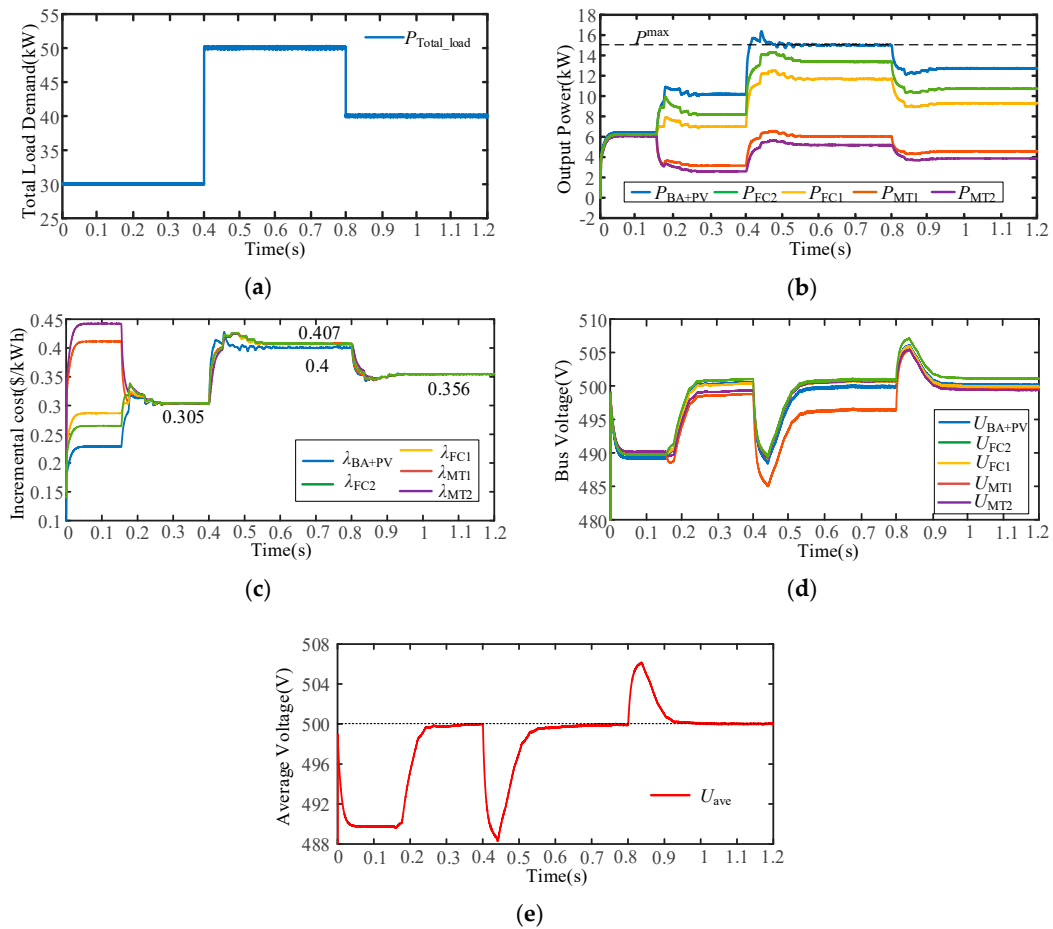 55
50
45
40
35
30
25
Total Load Demand(kW)
P_Total_load
0 0.1 0.2 0.3 0.4 0.5 0.6 0.7 0.8 0.9 1 1.1 1.2
Time(s)
(a)
18
16
14
12
10
8
6
4
2
0
-2
Output Power(kW)
P^max
P_BA+PV P_FC2 P_FC1 P_MT1 P_MT2
0 0.1 0.2 0.3 0.4 0.5 0.6 0.7 0.8 0.9 1 1.1 1.2
Time(s)
(b)
0.45
0.4
0.35
0.3
0.25
0.2
0.15
0.1
Incremental cost($/kWh)
0.407
0.4
0.356
0.305
λ_BA+PV λ_FC1
λ_FC2 λ_MT1
λ_MT2
0 0.1 0.2 0.3 0.4 0.5 0.6 0.7 0.8 0.9 1 1.1 1.2
Time(s)
(c)
510
505
500
495
490
485
480
Bus Voltage(V)
U_BA+PV
U_FC2
U_FC1
U_MT1
U_MT2
0 0.1 0.2 0.3 0.4 0.5 0.6 0.7 0.8 0.9 1 1.1 1.2
Time(s)
(d)
508
504
500
496
490
488
Average Voltage(V)
U_ave
0 0.1 0.2 0.3 0.4 0.5 0.6 0.7 0.8 0.9 1 1.1 1.2
Time(s)
(e)